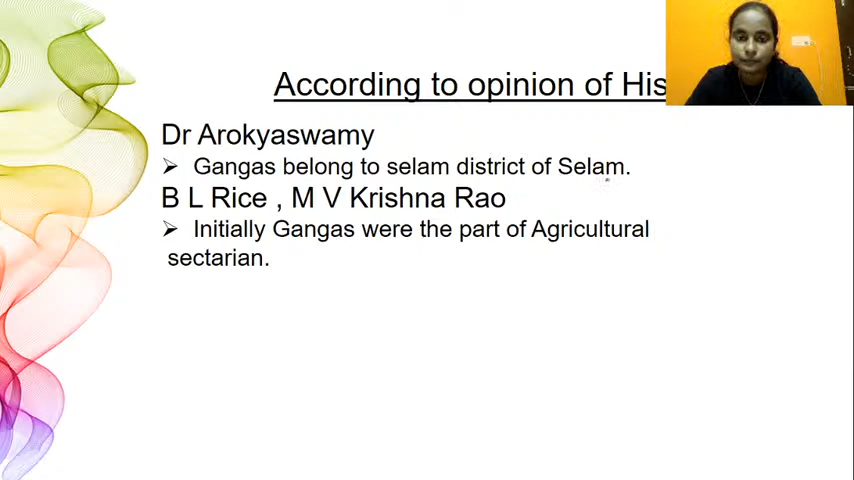 According to opinion of His
Dr Arokyaswamy
➢ Gangas belong to selam district of Selam.
B L Rice , M V Krishna Rao
➢ Initially Gangas were the part of Agricultural
sectarian.